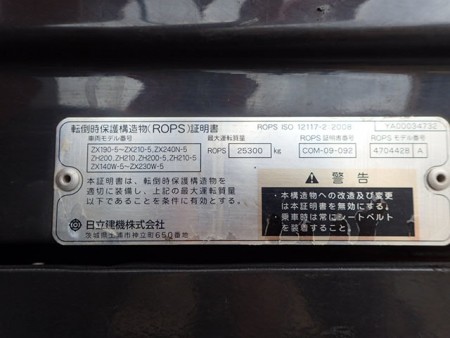 転倒時保護構造物(ROPS)証明書 ROPS ISO 12117-2:2008 YA00034732
車両モデル番号 最大運転質量 ROPS 証明書番号 ROPS モデル番号
ZX190-5~ZX210-5,ZX240N-5
ZH200,ZH210,ZH200-5,ZH210-5
ZX140W-5~ZX230W-5
ROPS 25300 kg COM-09-092 4704428 A
本証明書は、転倒時保護構造物を
適切に装備し、上記の最大運転質量
以下であることを条件に有効とする。
日立建機株式会社
茨城県土浦市神立町650番地
警告
・本構造物への改造及び変更
は本証明書を無効にする。
・乗車時は常にシートベルト
を装着すること。